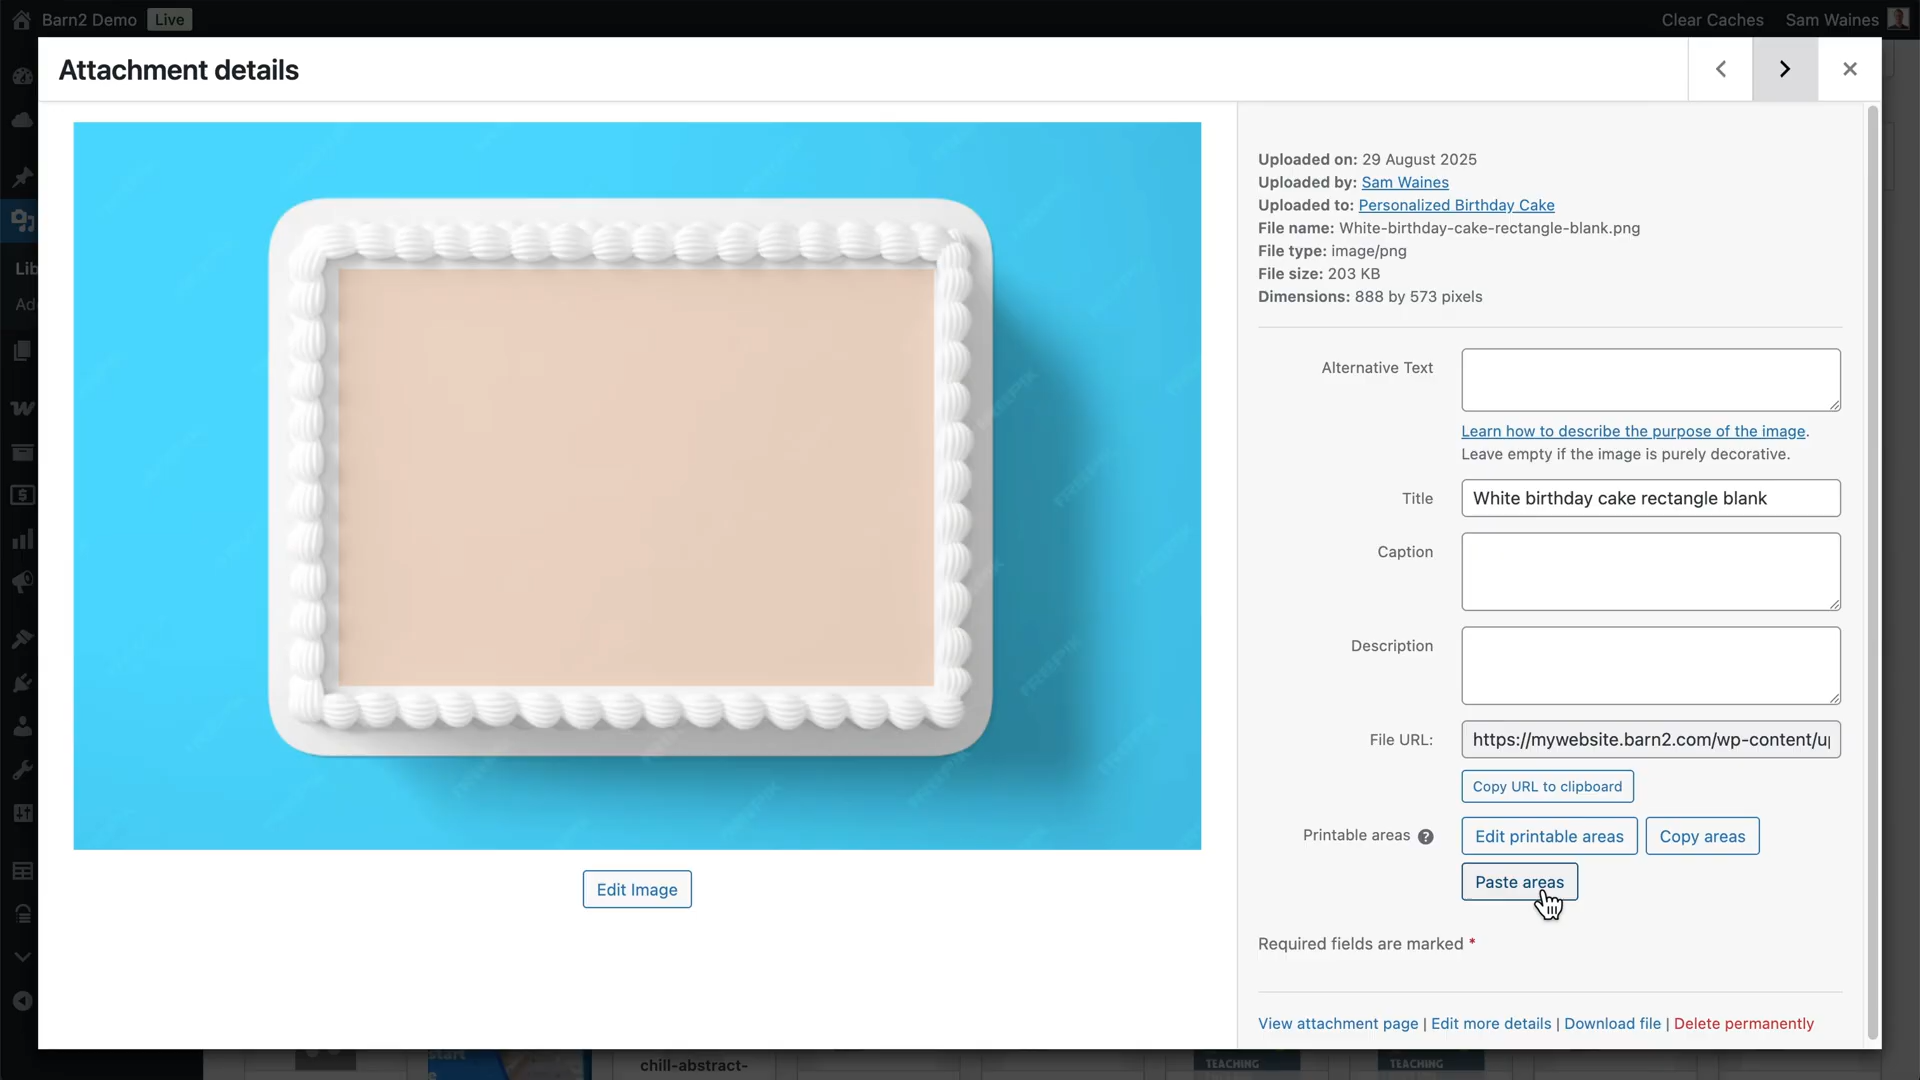 Barn2 Demo Live Clear Caches Sam Waines
Attachment details
Uploaded on: 29 August 2025
Uploaded by: Sam Waines
Uploaded to: Personalized Birthday Cake
File name: White-birthday-cake-rectangle-blank.png
File type: image/png
File size: 203 KB
Dimensions: 888 by 573 pixels
Alternative Text
Learn how to describe the purpose of the image.
Leave empty if the image is purely decorative.
Title White birthday cake rectangle blank
Caption
Description
File URL: https://mywebsite.barn2.com/wp-content/u
Copy URL to clipboard
Printable areas ? Edit printable areas Copy areas
Paste areas
Edit Image
Required fields are marked *
View attachment page | Edit more details | Download file | Delete permanently
Lib
Ad
start
chill-abstract-
TEACHING
TEACHING